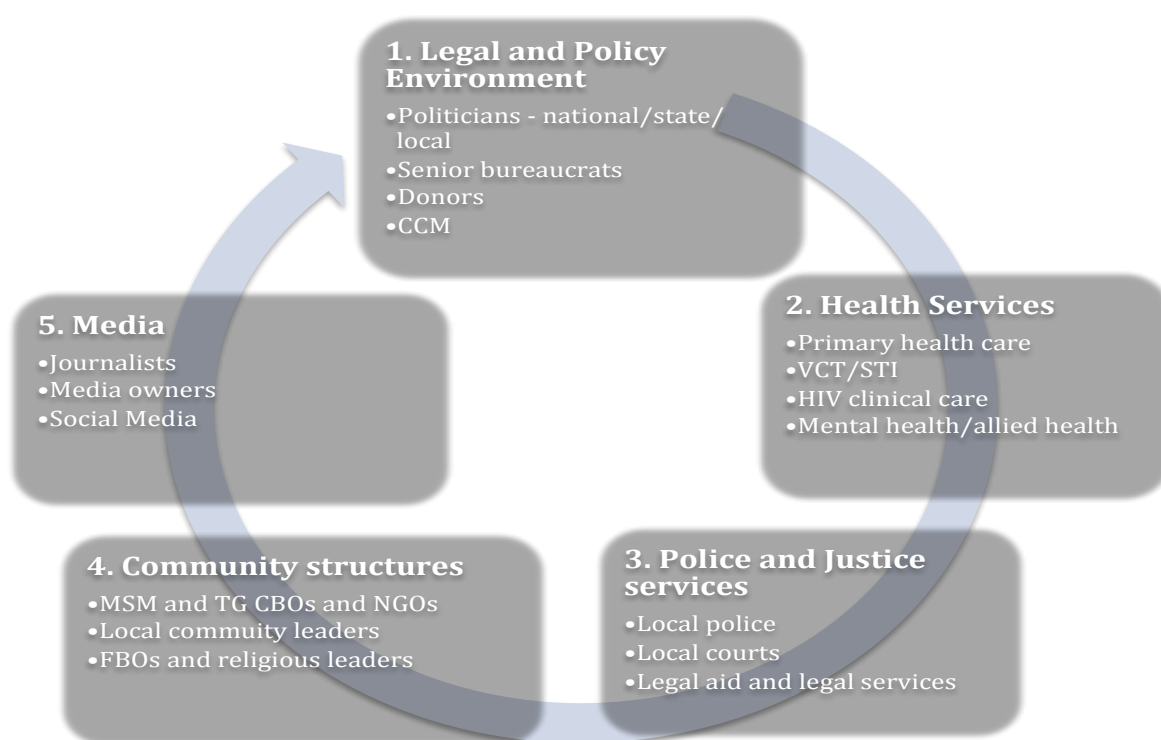 1. Legal and Policy
Environment
•Politicians - national/state/
local
•Senior bureaucrats
•Donors
•CCM
2. Health Services
•Primary health care
•VCT/STI
•HIV clinical care
•Mental health/allied health
3. Police and Justice
services
•Local police
•Local courts
•Legal aid and legal services
4. Community structures
•MSM and TG CBOs and NGOs
•Local commuity leaders
•FBOs and religious leaders
5. Media
•Journalists
•Media owners
•Social Media